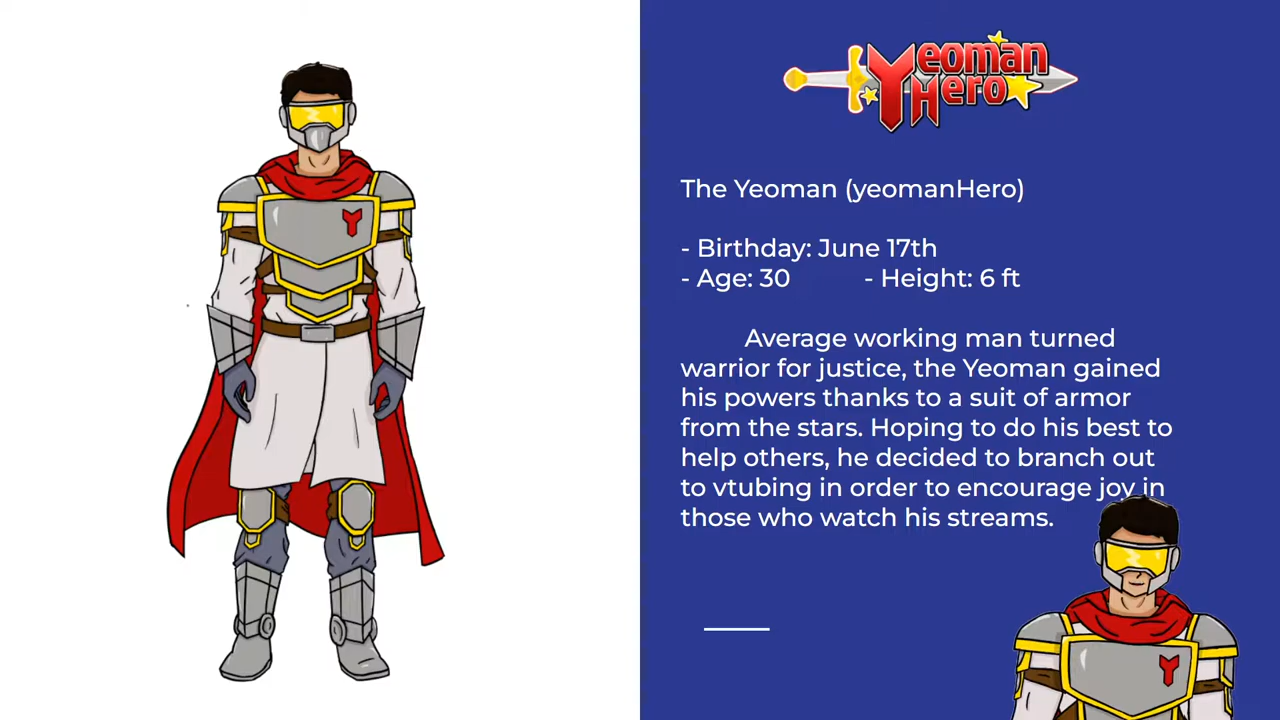 Yeoman
Hero
The Yeoman (yeomanHero)
- Birthday: June 17th
- Age: 30 - Height: 6 ft
Average working man turned
warrior for justice, the Yeoman gained
his powers thanks to a suit of armor
from the stars. Hoping to do his best to
help others, he decided to branch out
to vtubing in order to encourage joy in
those who watch his streams.
Y
Y